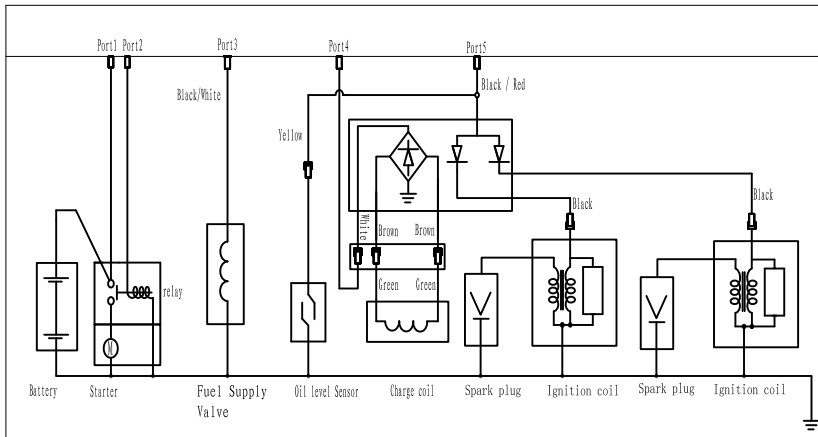 Port1 Port2 Port3 Port4 Port5
Black/White
Black / Red
Yellow
White
Brown Brown
Black
Black
Green Green
relay
M
Battery Starter Fuel Supply Valve Oil level Sensor Charge coil Spark plug Ignition coil Spark plug Ignition coil